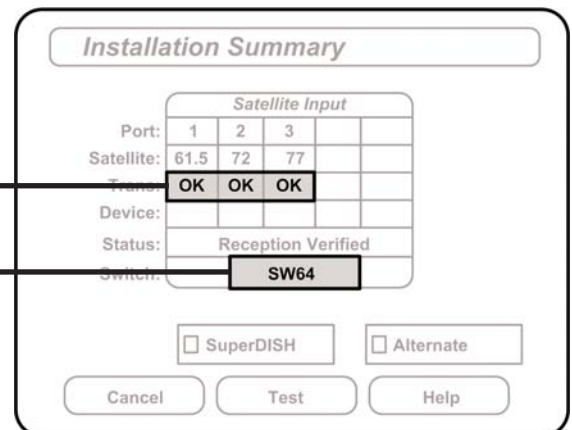 Installation Summary
Satellite Input
Port: 1 2 3
Satellite: 61.5 72 77
Trans: OK OK OK
Device:
Status: Reception Verified
Switch: SW64
SuperDISH Alternate
Cancel Test Help